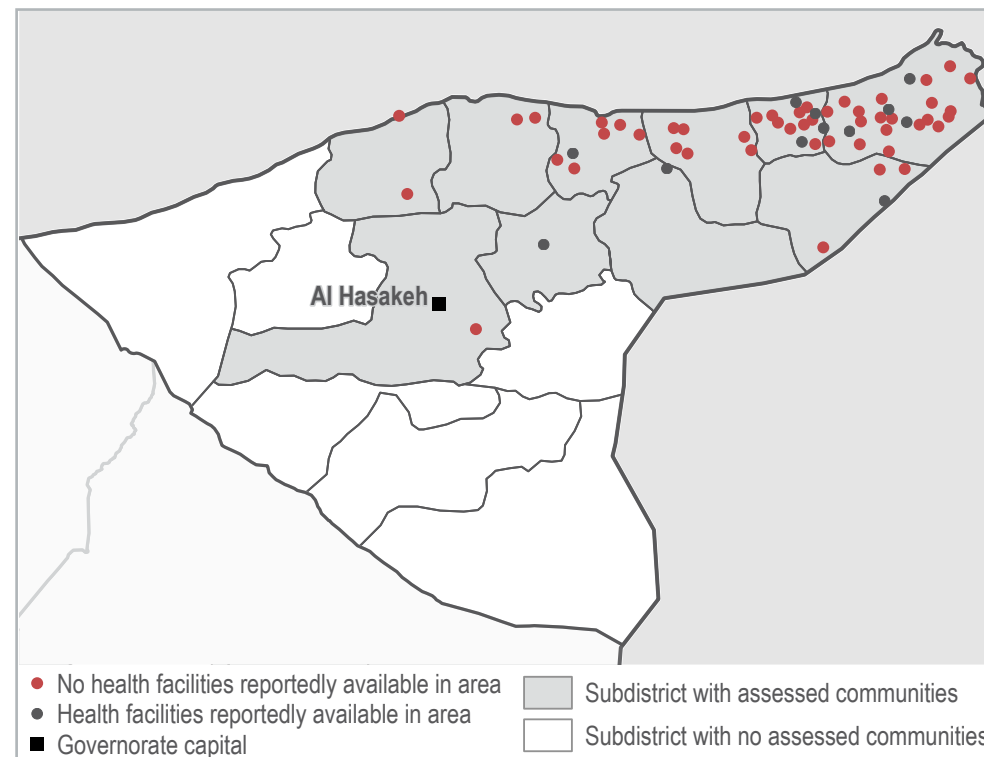 Al Hasakeh
No health facilities reportedly available in area
Health facilities reportedly available in area
Governorate capital
Subdistrict with assessed communities
Subdistrict with no assessed communities